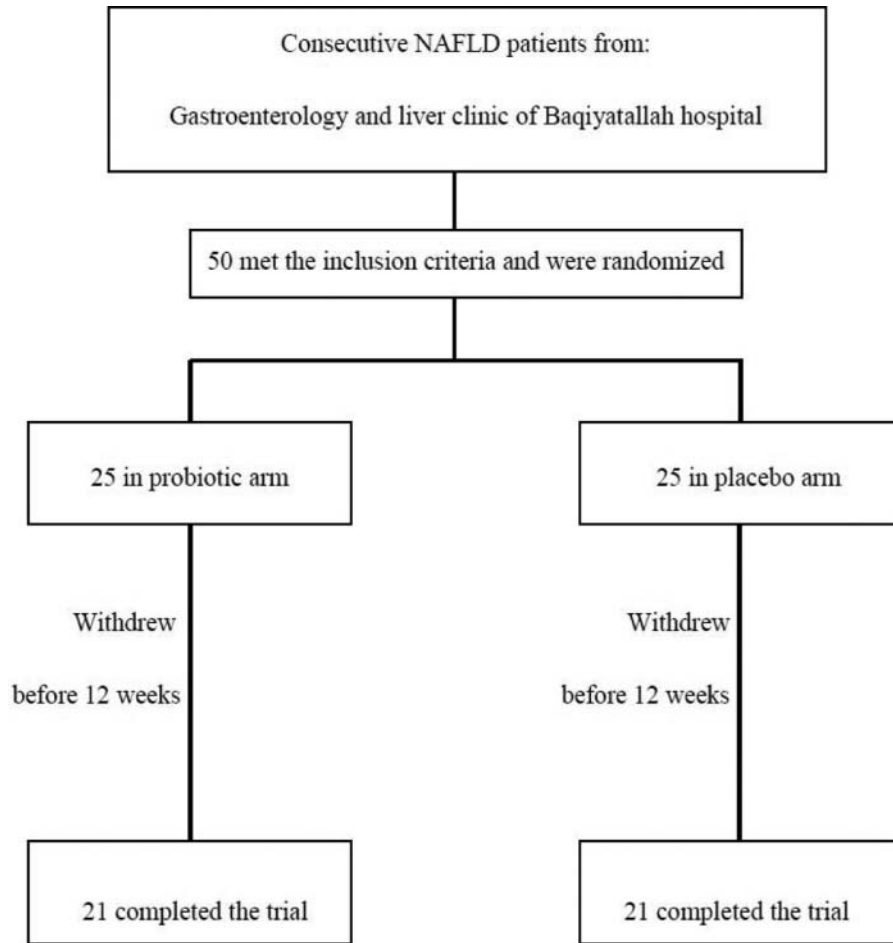 Consecutive NAFLD patients from:
Gastroenterology and liver clinic of Baqiyatallah hospital
50 met the inclusion criteria and were randomized
25 in probiotic arm
25 in placebo arm
Withdrew
before 12 weeks
Withdrew
before 12 weeks
21 completed the trial
21 completed the trial